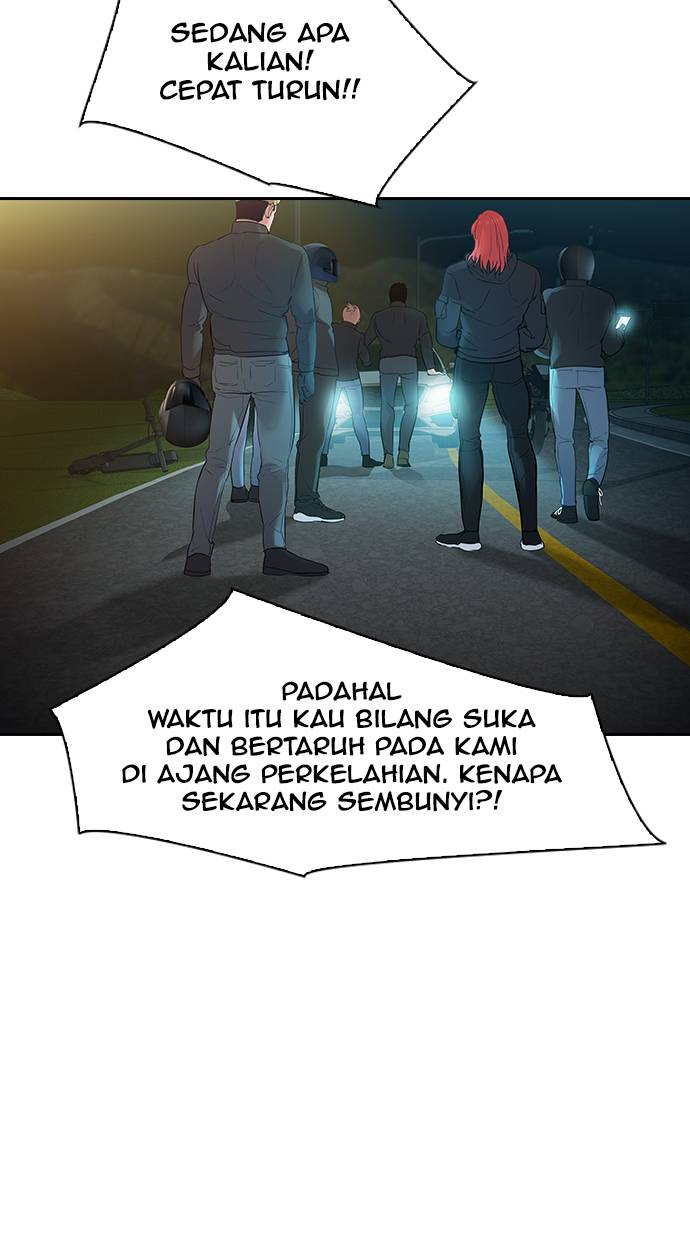 SEDANG APA
KALIAN!
CEPAT TURUN!!
PADAHAL
WAKTU ITU KAU BILANG SUKA
DAN BERTARUH PADA KAMI
DI AJANG PERKELAHIAN. KENAPA
SEKARANG SEMBUNYI?!